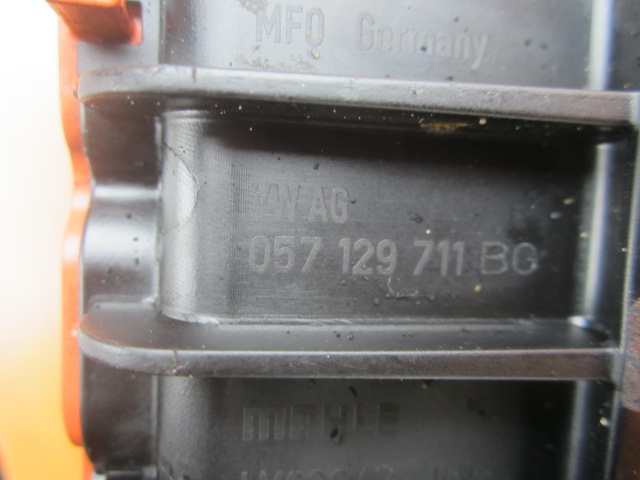 MFO Germany
VW AG
057 129 711 BG
MAHLE